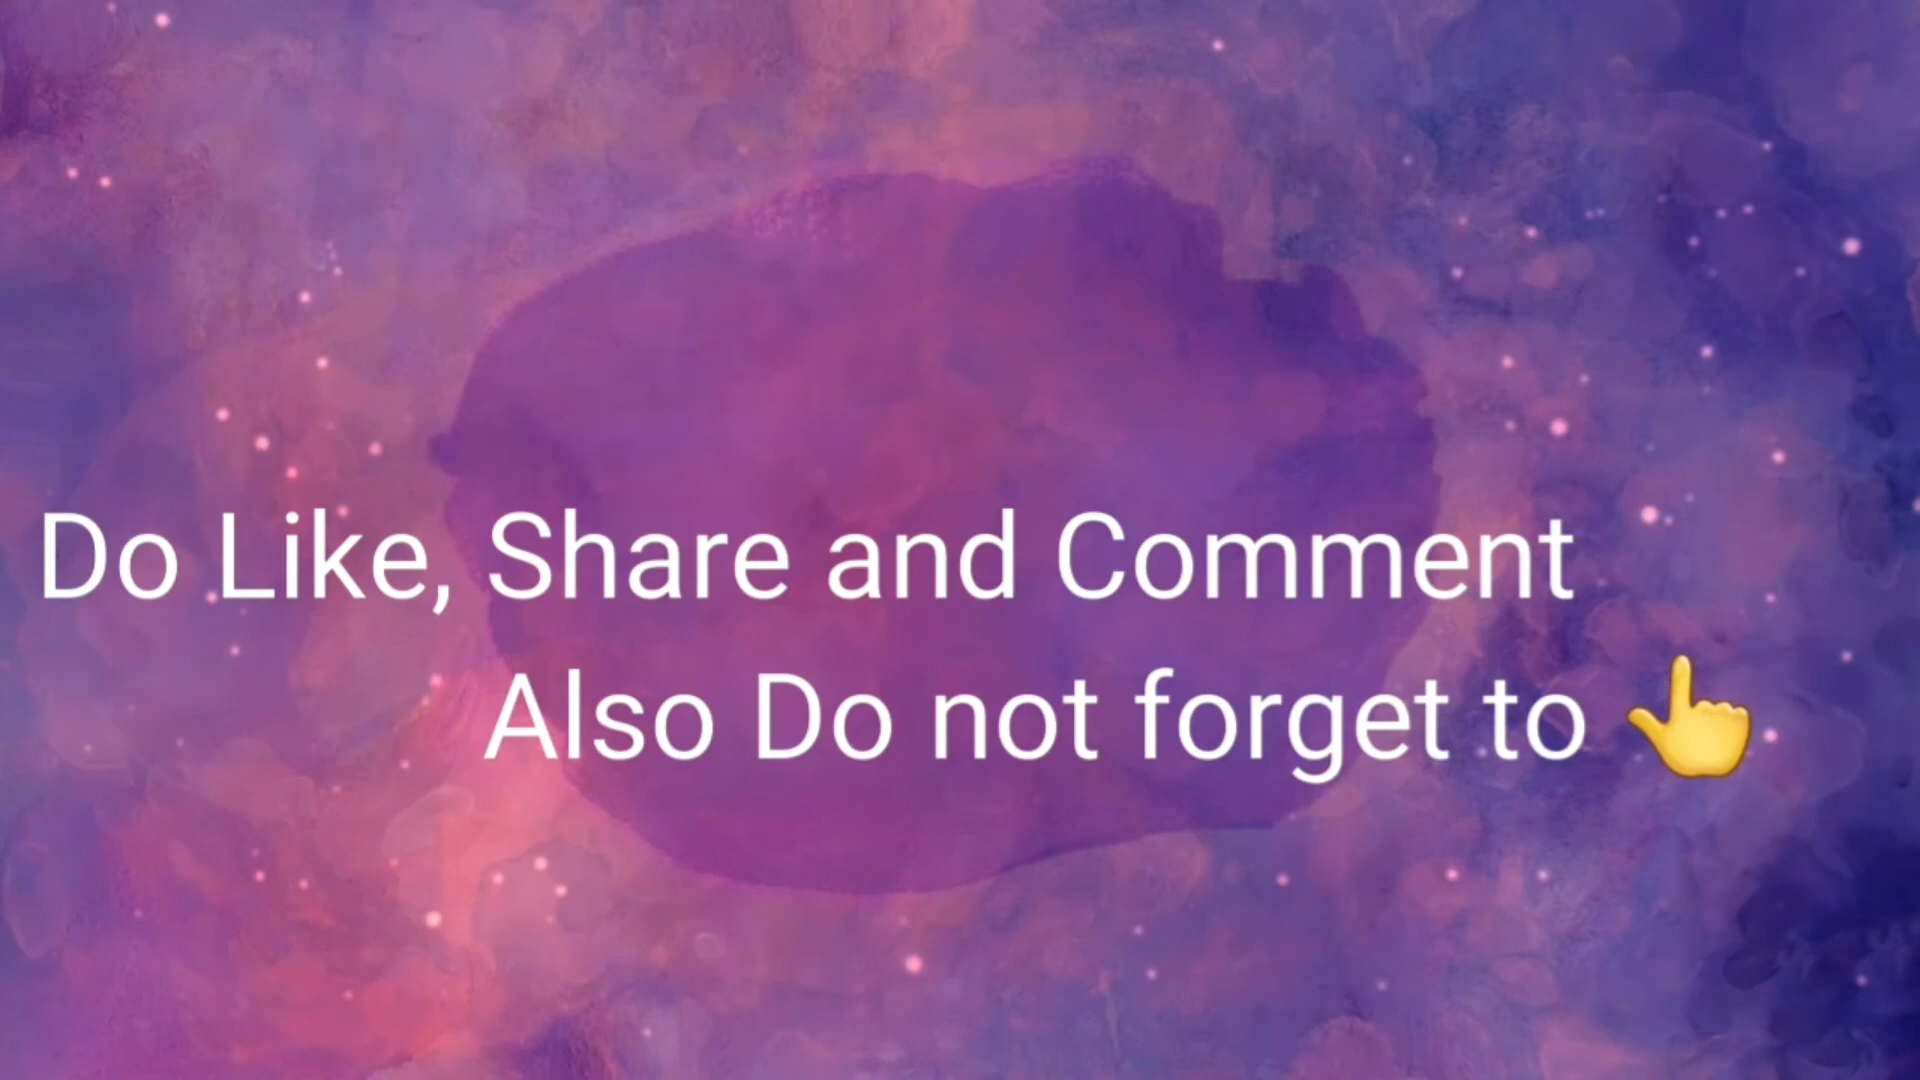 Do Like, Share and Comment
Also Do not forget to 👆